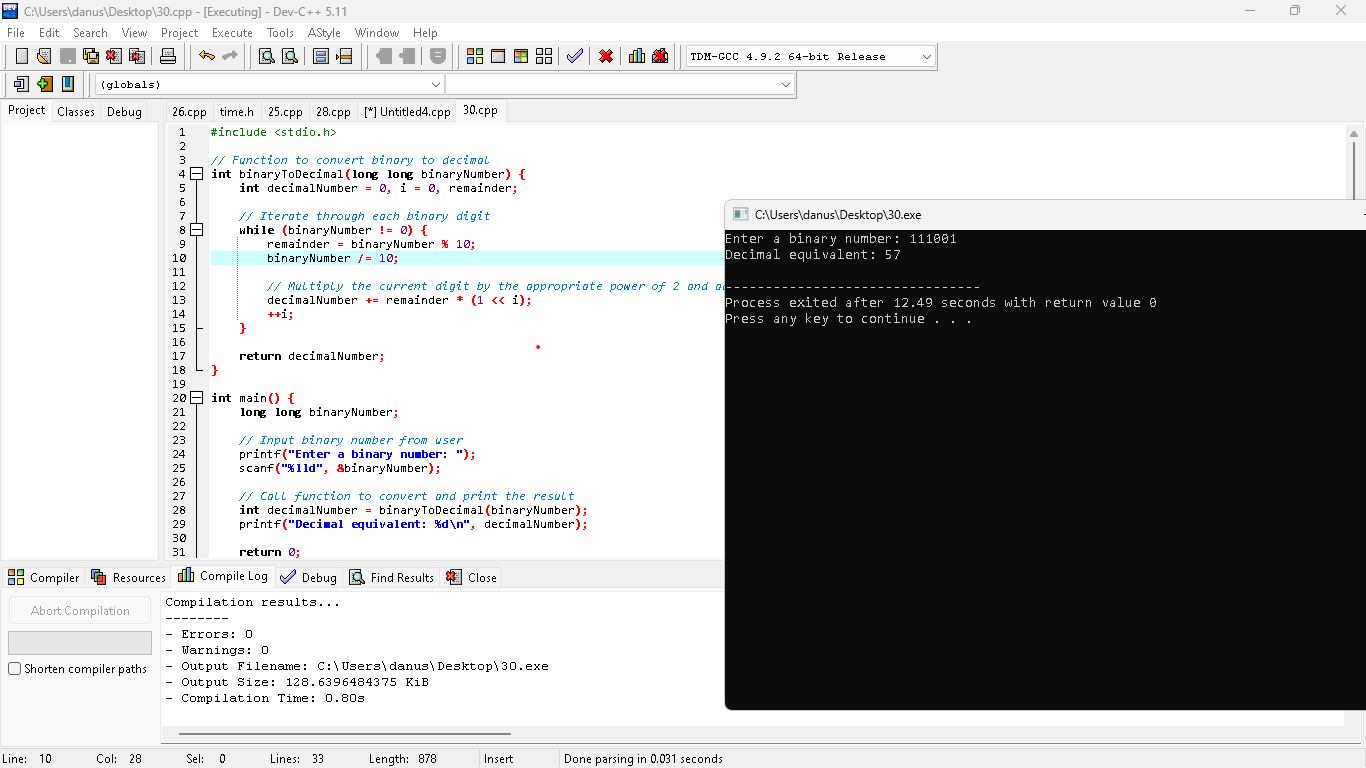 C:\Users\danus\Desktop\30.cpp - [Executing] - Dev-C++ 5.11
File Edit Search View Project Execute Tools AStyle Window Help
TDM-GCC 4.9.2 64-bit Release
(globals)
Project Classes Debug
26.cpp time.h 25.cpp 28.cpp [*] Untitled4.cpp 30.cpp
1 #include <stdio.h>
2
3 // Function to convert binary to decimal
4 int binaryToDecimal(long long binaryNumber) {
5 int decimalNumber = 0, i = 0, remainder;
6
7 // Iterate through each binary digit
8 while (binaryNumber != 0) {
9 remainder = binaryNumber % 10;
10 binaryNumber /= 10;
11
12 // Multiply the current digit by the appropriate power of 2 and
13 decimalNumber += remainder * (1 << i);
14 ++i;
15 }
16
17 return decimalNumber;
18 }
19
20 int main() {
21 long long binaryNumber;
22
23 // Input binary number from user
24 printf("Enter a binary number: ");
25 scanf("%lld", &binaryNumber);
26
27 // Call function to convert and print the result
28 int decimalNumber = binaryToDecimal(binaryNumber);
29 printf("Decimal equivalent: %d\n", decimalNumber);
30
31 return 0;
C:\Users\danus\Desktop\30.exe
Enter a binary number: 111001
Decimal equivalent: 57
--------------------------------
Process exited after 12.49 seconds with return value 0
Press any key to continue . . .
Compiler Resources Compile Log Debug Find Results Close
Abort Compilation
Shorten compiler paths
Compilation results...
--------
- Errors: 0
- Warnings: 0
- Output Filename: C:\Users\danus\Desktop\30.exe
- Output Size: 128.6396484375 KiB
- Compilation Time: 0.80s
Line: 10 Col: 28 Sel: 0 Lines: 33 Length: 878 Insert Done parsing in 0.031 seconds